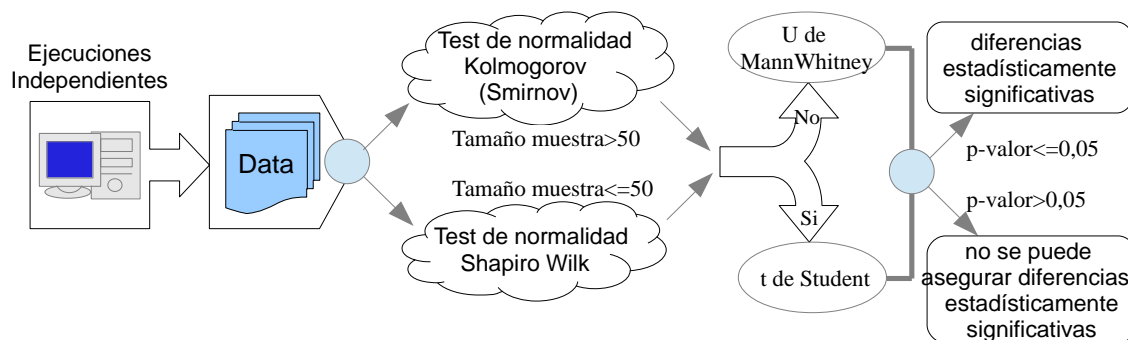 Ejecuciones
Independientes
Data
Test de normalidad
Kolmogorov
(Smirnov)
Tamaño muestra>50
Tamaño muestra<=50
Test de normalidad
Shapiro Wilk
U de
MannWhitney
No
Si
t de Student
diferencias
estadísticamente
significativas
p-valor<=0,05
p-valor>0,05
no se puede
asegurar diferencias
estadísticamente
significativas